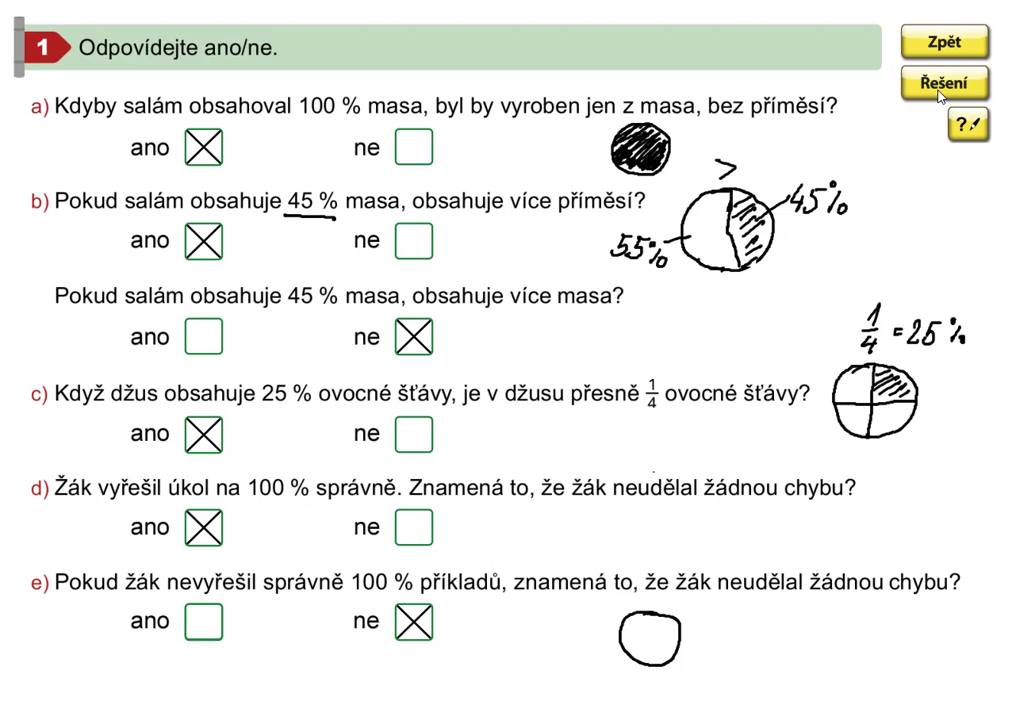 1 Odpovídejte ano/ne.
Zpět
Řešení
?
a) Kdyby salám obsahoval 100 % masa, byl by vyroben jen z masa, bez příměsí?
ano ne
>
b) Pokud salám obsahuje 45 % masa, obsahuje více příměsí?
45%
ano ne
55%
Pokud salám obsahuje 45 % masa, obsahuje více masa?
ano ne
1/4 = 25 %
c) Když džus obsahuje 25 % ovocné šťávy, je v džusu přesně 1/4 ovocné šťávy?
ano ne
d) Žák vyřešil úkol na 100 % správně. Znamená to, že žák neudělal žádnou chybu?
ano ne
e) Pokud žák nevyřešil správně 100 % příkladů, znamená to, že žák neudělal žádnou chybu?
ano ne